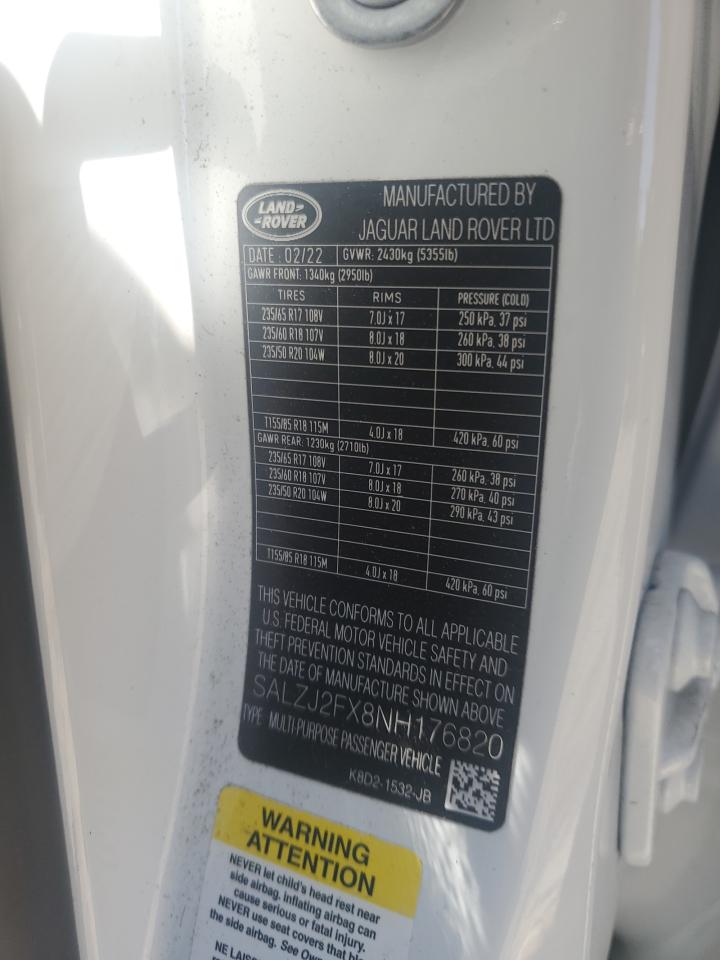 LAND-
-ROVER
MANUFACTURED BY
JAGUAR LAND ROVER LTD
DATE : 02/22 GVWR: 2430kg (5355lb)
GAWR FRONT: 1340kg (2950lb)
TIRES RIMS PRESSURE (COLD)
235/65 R17 108V 7.0J x 17 250 kPa, 37 psi
235/60 R18 107V 8.0J x 18 260 kPa, 38 psi
235/50 R20 104W 8.0J x 20 300 kPa, 44 psi
T155/85 R18 115M 4.0J x 18 420 kPa, 60 psi
GAWR REAR: 1230kg (2710lb)
235/65 R17 108V 7.0J x 17 260 kPa, 38 psi
235/60 R18 107V 8.0J x 18 270 kPa, 40 psi
235/50 R20 104W 8.0J x 20 290 kPa, 43 psi
T155/85 R18 115M 4.0J x 18 420 kPa, 60 psi
THIS VEHICLE CONFORMS TO ALL APPLICABLE
U.S. FEDERAL MOTOR VEHICLE SAFETY AND
THEFT PREVENTION STANDARDS IN EFFECT ON
THE DATE OF MANUFACTURE SHOWN ABOVE
SALZJ2FX8NH176820
TYPE MULTI-PURPOSE PASSENGER VEHICLE
K8D2-1532-JB
WARNING
ATTENTION
NEVER let child's head rest near
side airbag. Inflating airbag can
cause serious or fatal injury.
NEVER use seat covers that
the side airbag. See
NE